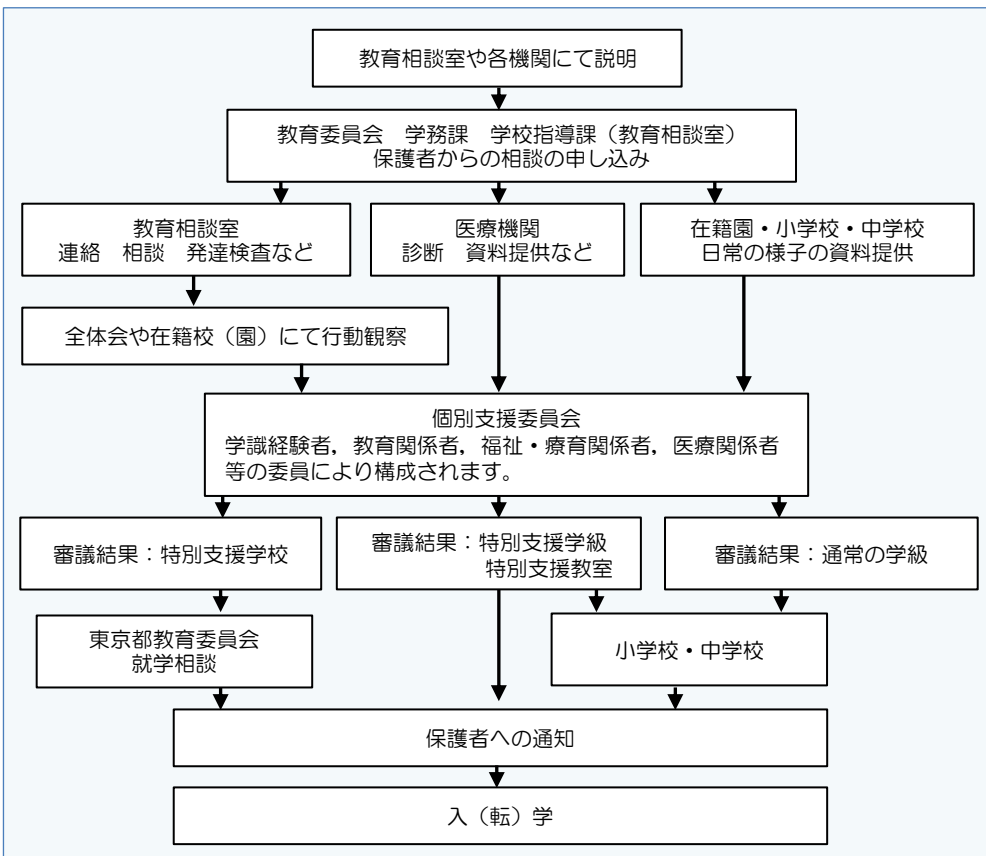 教育相談室や各機関にて説明
教育委員会　学務課　学校指導課（教育相談室）
保護者からの相談の申し込み
教育相談室
連絡　相談　発達検査など
医療機関
診断　資料提供など
在籍園・小学校・中学校
日常の様子の資料提供
全体会や在籍校（園）にて行動観察
個別支援委員会
学識経験者，教育関係者，福祉・療育関係者，医療関係者
等の委員により構成されます。
審議結果：特別支援学校
審議結果：特別支援学級
特別支援教室
審議結果：通常の学級
東京都教育委員会
就学相談
小学校・中学校
保護者への通知
入（転）学